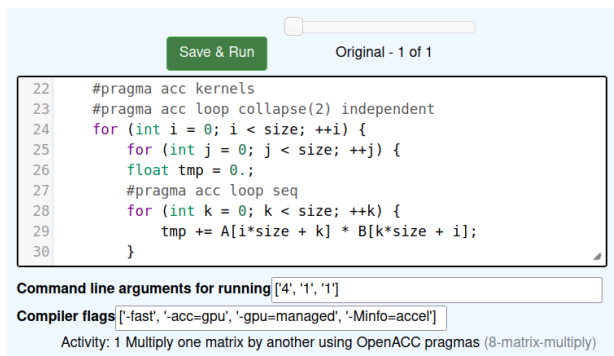 Save & Run
Original - 1 of 1
22 #pragma acc kernels
23 #pragma acc loop collapse(2) independent
24 for (int i = 0; i < size; ++i) {
25 for (int j = 0; j < size; ++j) {
26 float tmp = 0.;
27 #pragma acc loop seq
28 for (int k = 0; k < size; ++k) {
29 tmp += A[i*size + k] * B[k*size + i];
30 }
Command line arguments for running ['4', '1', '1']
Compiler flags ['-fast', '-acc=gpu', '-gpu=managed', '-Minfo=accel']
Activity: 1 Multiply one matrix by another using OpenACC pragmas (8-matrix-multiply)